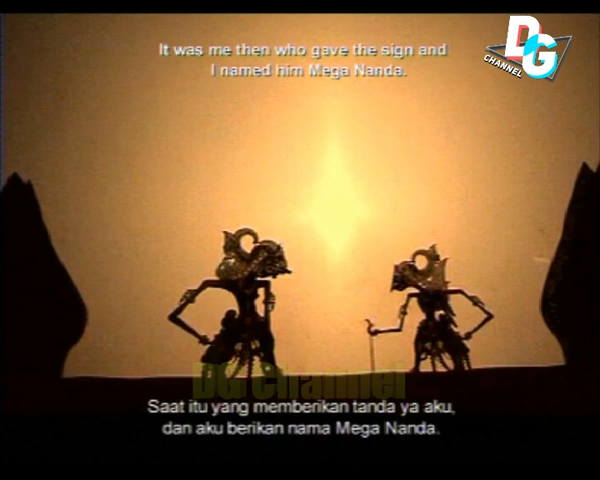 It was me then who gave the sign and
I named him Mega Nanda.
DG
CHANNEL
DG Channel
Saat itu yang memberikan tanda ya aku,
dan aku berikan nama Mega Nanda.